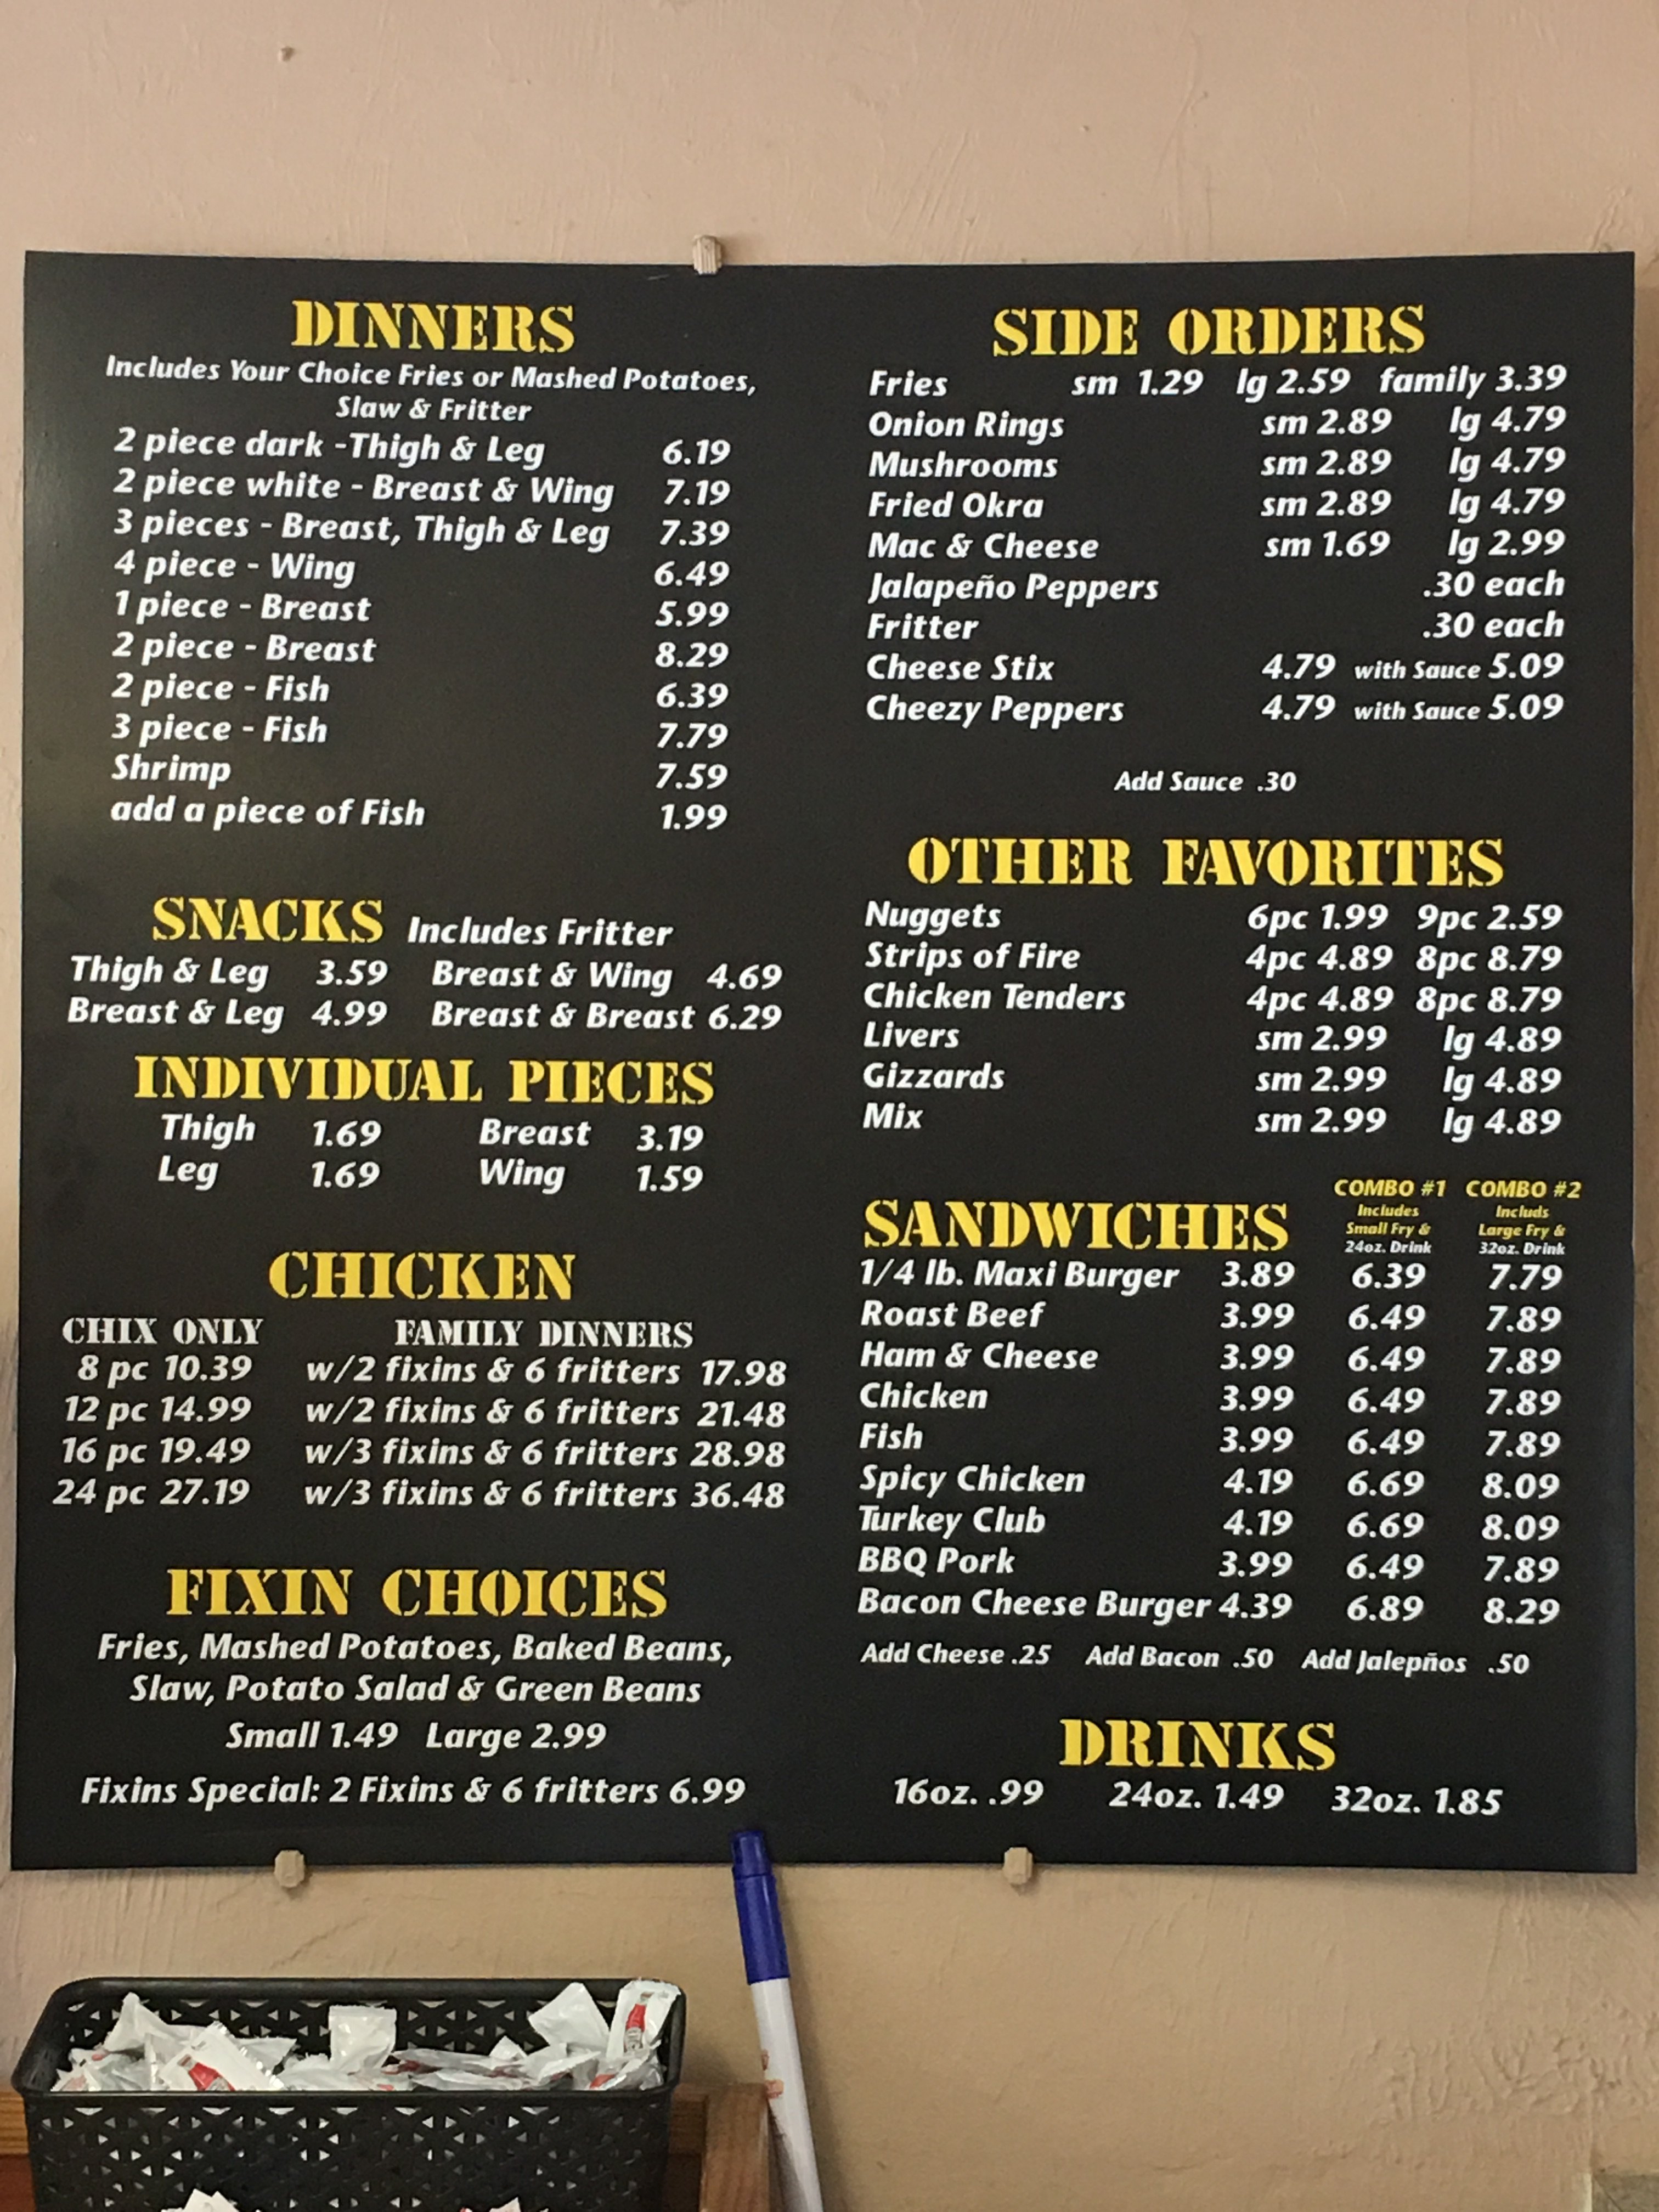 DINNERS
Includes Your Choice Fries or Mashed Potatoes,
Slaw & Fritter
2 piece dark -Thigh & Leg 6.19
2 piece white - Breast & Wing 7.19
3 pieces - Breast, Thigh & Leg 7.39
4 piece - Wing 6.49
1 piece - Breast 5.99
2 piece - Breast 8.29
2 piece - Fish 6.39
3 piece - Fish 7.79
Shrimp 7.59
add a piece of Fish 1.99
SNACKS Includes Fritter
Thigh & Leg 3.59 Breast & Wing 4.69
Breast & Leg 4.99 Breast & Breast 6.29
INDIVIDUAL PIECES
Thigh 1.69 Breast 3.19
Leg 1.69 Wing 1.59
CHICKEN
CHIX ONLY FAMILY DINNERS
8 pc 10.39 w/2 fixins & 6 fritters 17.98
12 pc 14.99 w/2 fixins & 6 fritters 21.48
16 pc 19.49 w/3 fixins & 6 fritters 28.98
24 pc 27.19 w/3 fixins & 6 fritters 36.48
FIXIN CHOICES
Fries, Mashed Potatoes, Baked Beans,
Slaw, Potato Salad & Green Beans
Small 1.49 Large 2.99
Fixins Special: 2 Fixins & 6 fritters 6.99
SIDE ORDERS
Fries sm 1.29 lg 2.59 family 3.39
Onion Rings sm 2.89 lg 4.79
Mushrooms sm 2.89 lg 4.79
Fried Okra sm 2.89 lg 4.79
Mac & Cheese sm 1.69 lg 2.99
Jalapeño Peppers .30 each
Fritter .30 each
Cheese Stix 4.79 with Sauce 5.09
Cheezy Peppers 4.79 with Sauce 5.09
Add Sauce .30
OTHER FAVORITES
Nuggets 6pc 1.99 9pc 2.59
Strips of Fire 4pc 4.89 8pc 8.79
Chicken Tenders 4pc 4.89 8pc 8.79
Livers sm 2.99 lg 4.89
Gizzards sm 2.99 lg 4.89
Mix sm 2.99 lg 4.89
COMBO #1 COMBO #2
Includes Includs
SANDWICHES Small Fry & Large Fry &
24oz. Drink 32oz. Drink
1/4 lb. Maxi Burger 3.89 6.39 7.79
Roast Beef 3.99 6.49 7.89
Ham & Cheese 3.99 6.49 7.89
Chicken 3.99 6.49 7.89
Fish 3.99 6.49 7.89
Spicy Chicken 4.19 6.69 8.09
Turkey Club 4.19 6.69 8.09
BBQ Pork 3.99 6.49 7.89
Bacon Cheese Burger 4.39 6.89 8.29
Add Cheese .25 Add Bacon .50 Add Jalepños .50
DRINKS
16oz. .99 24oz. 1.49 32oz. 1.85